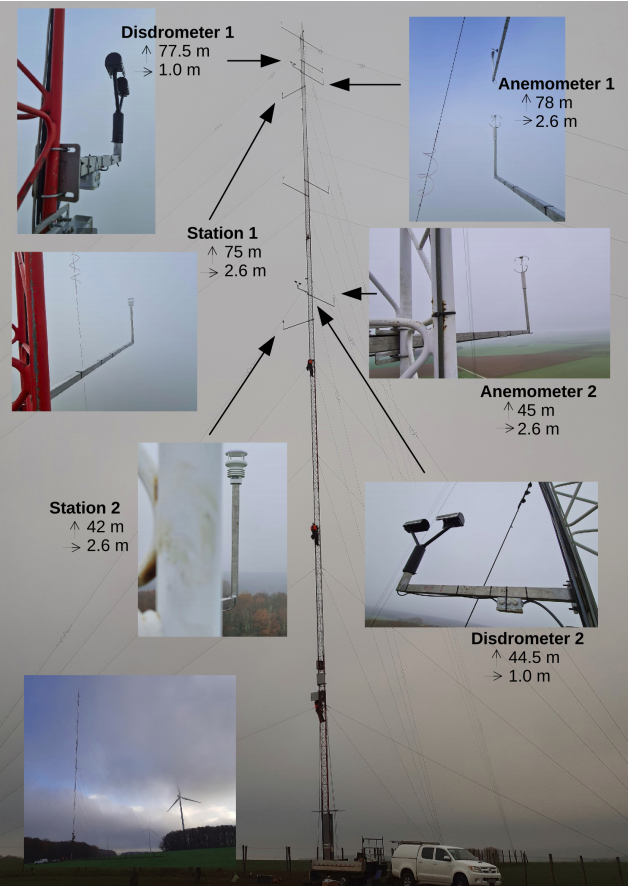 Disdrometer 1
↑ 77.5 m
→ 1.0 m
Anemometer 1
↑ 78 m
→ 2.6 m
Station 1
↑ 75 m
→ 2.6 m
Anemometer 2
↑ 45 m
→ 2.6 m
Station 2
↑ 42 m
→ 2.6 m
Disdrometer 2
↑ 44.5 m
→ 1.0 m